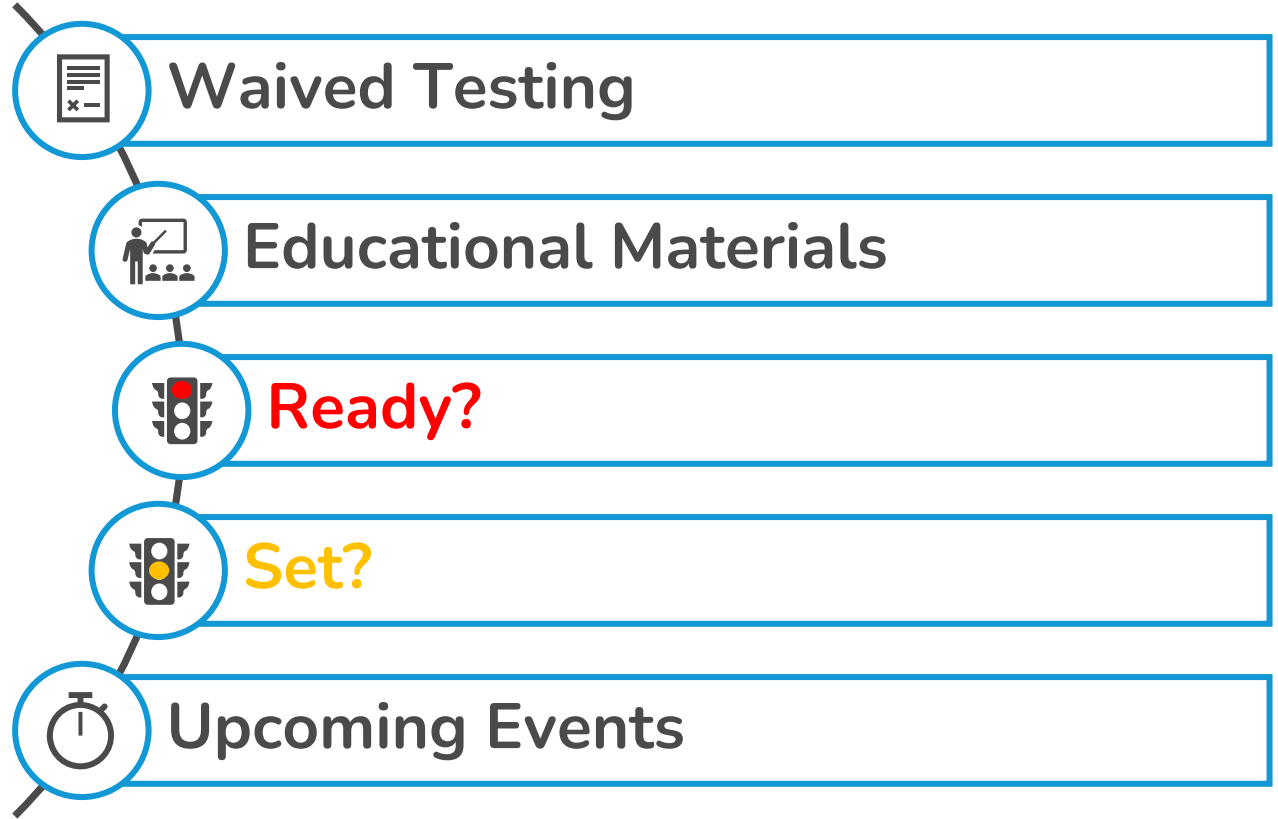 Waived Testing
Educational Materials
Ready?
Set?
Upcoming Events